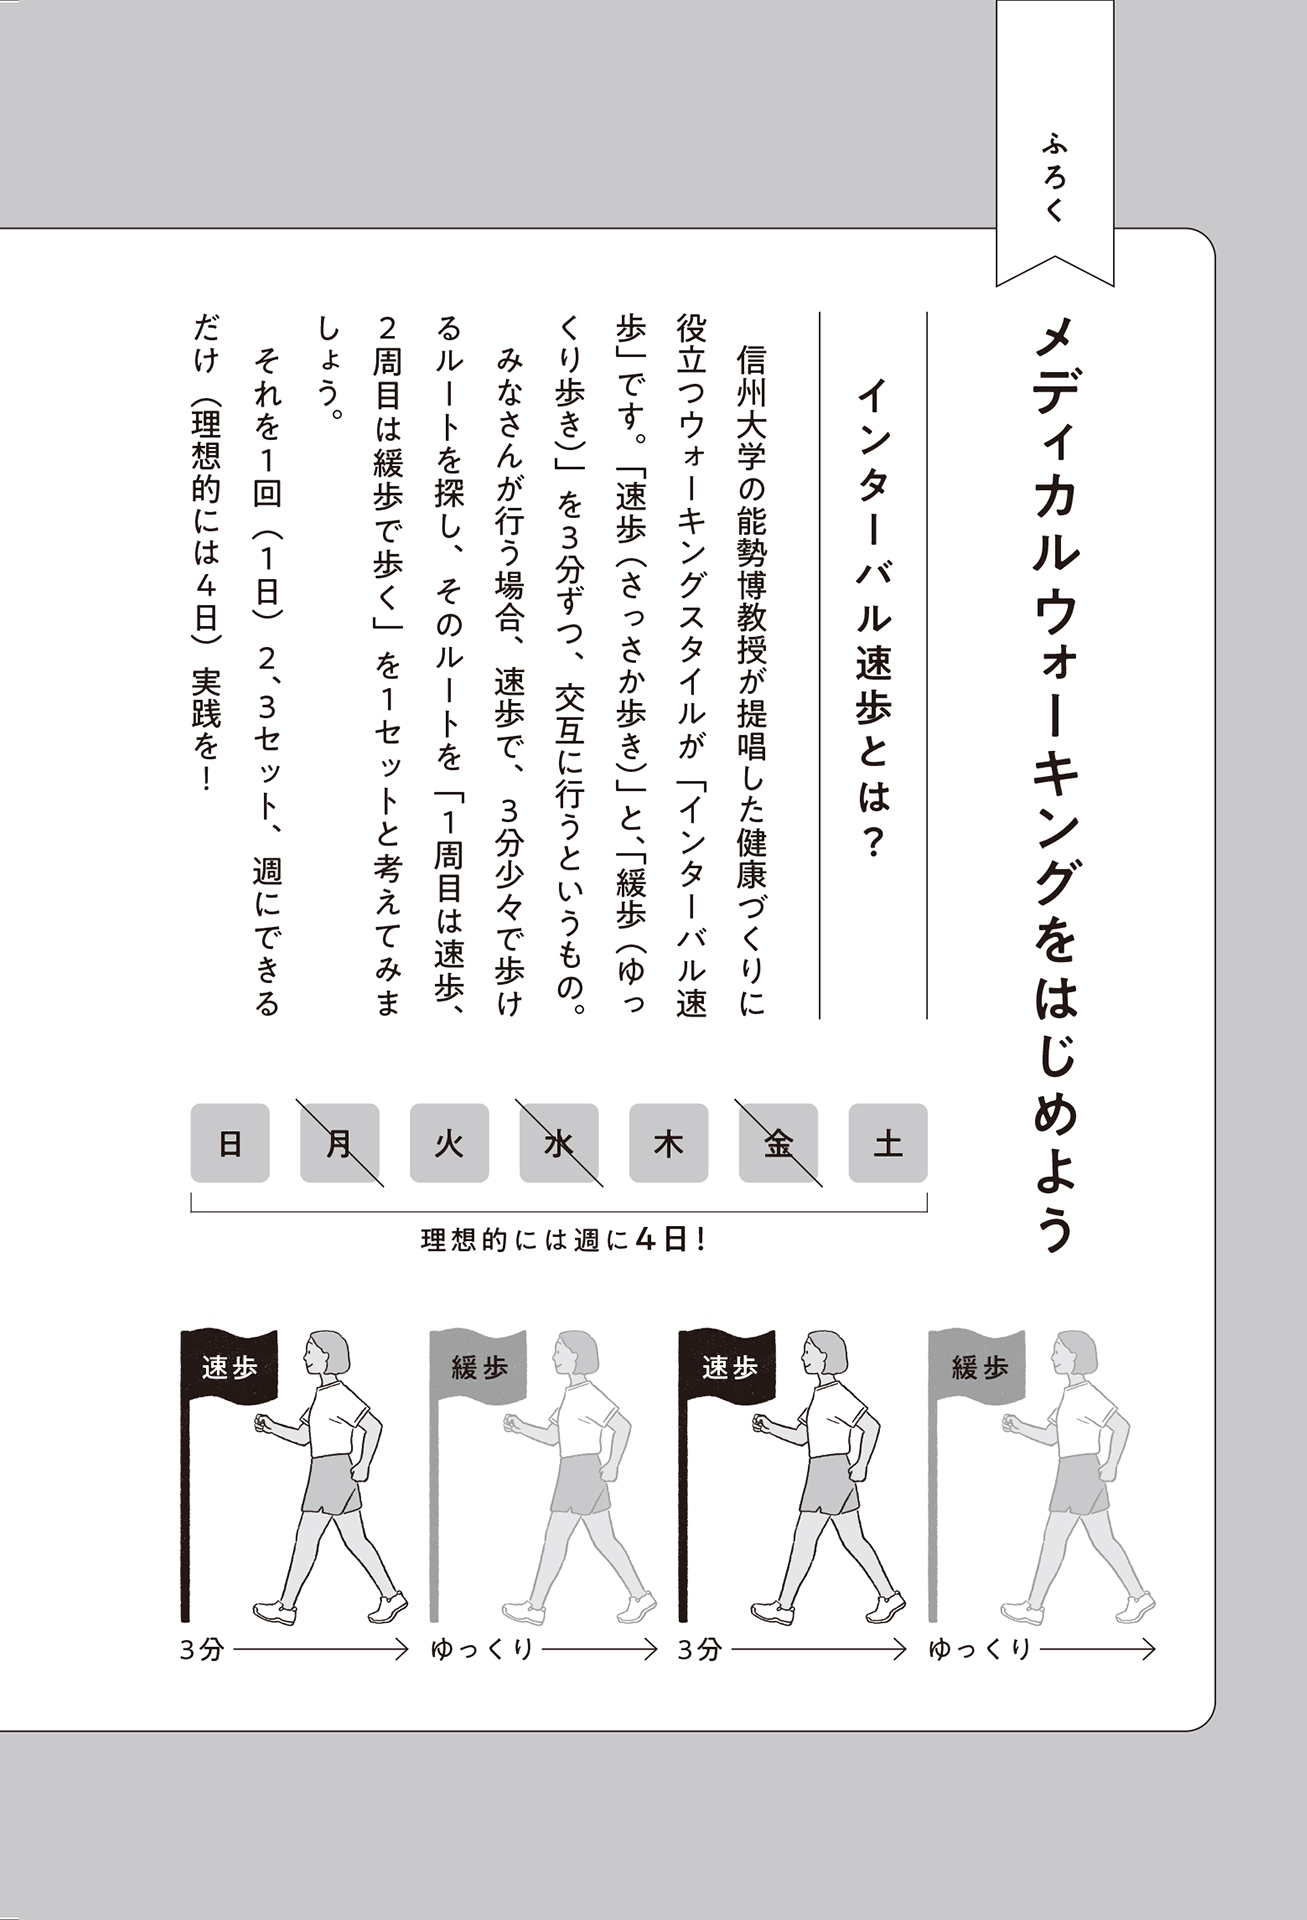 ふろく
メディカルウォーキングをはじめよう
インターバル速歩とは？
信州大学の能勢博教授が提唱した健康づくりに
役立つウォーキングスタイルが「インターバル速
歩」です。「速歩（さっさか歩き）」と、「緩歩（ゆっ
くり歩き）」を３分ずつ、交互に行うというもの。
みなさんが行う場合、速歩で、３分少々で歩け
るルートを探し、そのルートを「１周目は速歩、
２周目は緩歩で歩く」を１セットと考えてみま
しょう。
それを１回（１日）２、３セット、週にできる
だけ（理想的には４日）実践を！
日 月 火 水 木 金 土
理想的には週に4日！
速歩 緩歩 速歩 緩歩
3分 ゆっくり 3分 ゆっくり